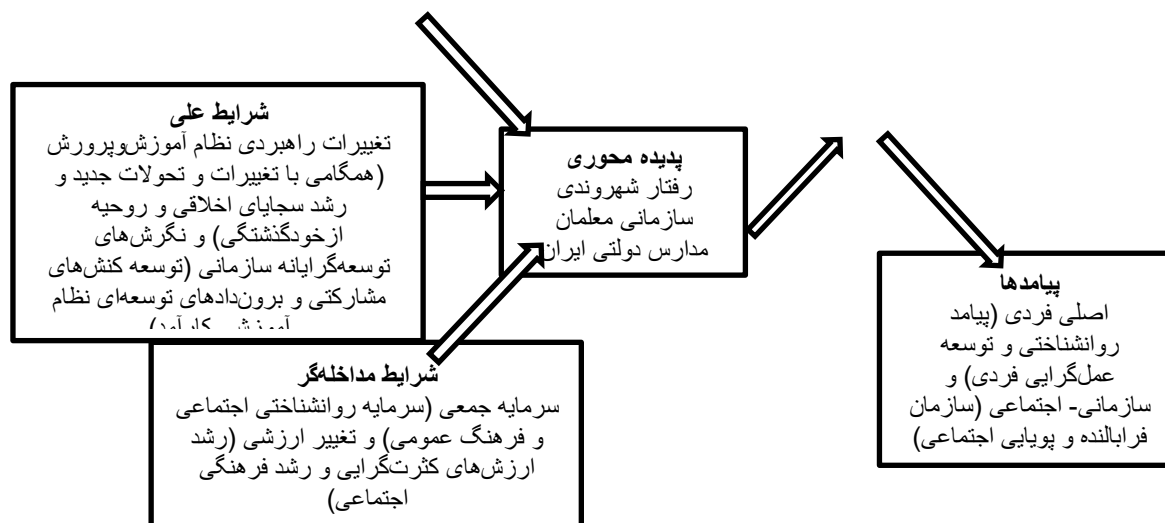 شرایط علی
تغییرات راهبردی نظام آموزش‌وپرورش
(همگامی با تغییرات و تحولات جدید و
رشد سجایای اخلاقی و روحیه
ازخودگذشتگی) و نگرش‌های
توسعه‌گرایانه سازمانی (توسعه کنش‌های
مشارکتی و برون‌دادهای توسعه‌ای نظام
پدیده محوری
رفتار شهروندی
سازمانی معلمان
مدارس دولتی ایران
شرایط مداخله‌گر
سرمایه جمعی (سرمایه روانشناختی اجتماعی
و فرهنگ عمومی) و تغییر ارزشی (رشد
ارزش‌های کثرت‌گرایی و رشد فرهنگی
اجتماعی)
پیامدها
اصلی فردی (پیامد
روانشناختی و توسعه
عمل‌گرایی فردی) و
سازمانی- اجتماعی (سازمان
فرابالنده و پویایی اجتماعی)